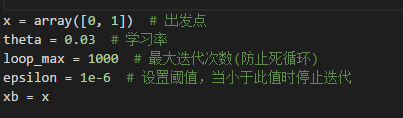 x = array([0, 1])  # 出发点
theta = 0.03  # 学习率
loop_max = 1000  # 最大迭代次数(防止死循环)
epsilon = 1e-6  # 设置阈值，当小于此值时停止迭代
xb = x